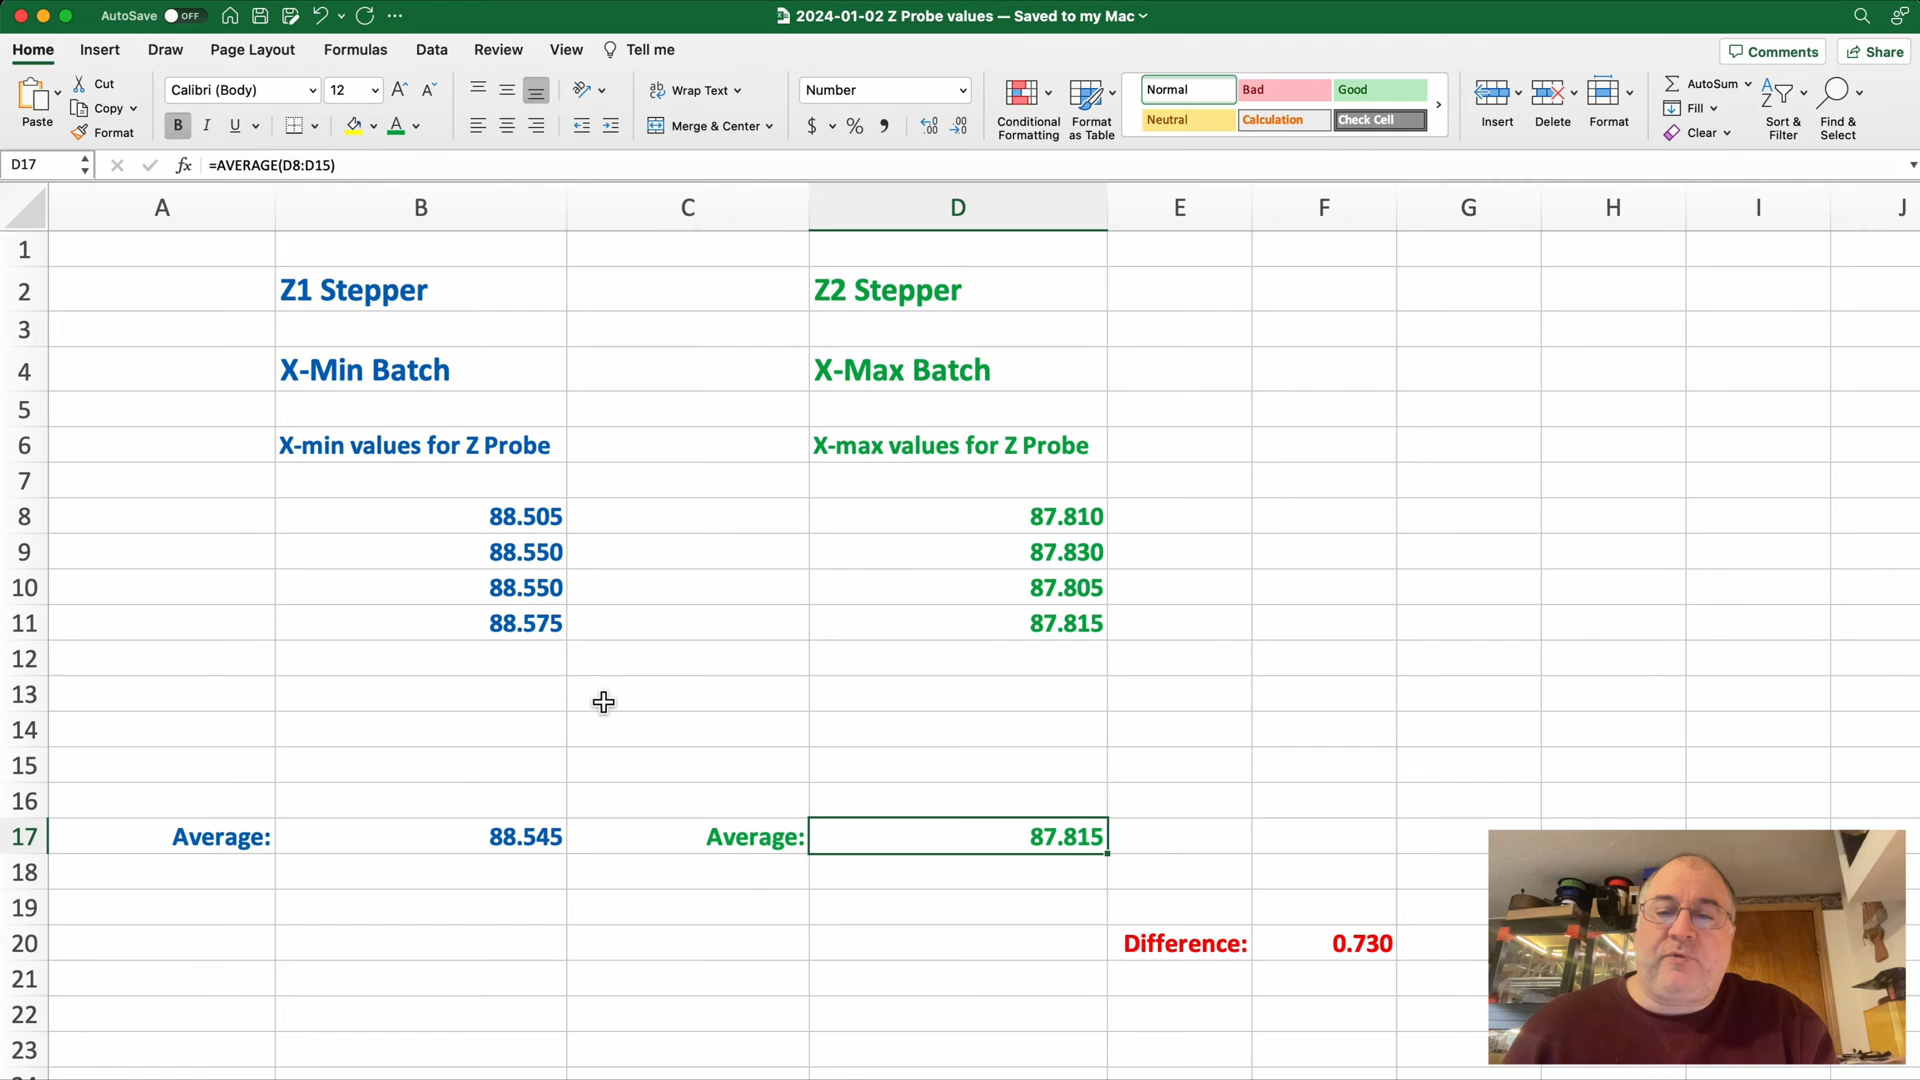 AutoSave OFF
2024-01-02 Z Probe values — Saved to my Mac
Home Insert Draw Page Layout Formulas Data Review View Tell me
Comments Share
Paste
Cut
Copy
Format
Calibri (Body) 12
B I U
ab Wrap Text
Merge & Center
Number
$ % 9
Conditional Formatting
Format as Table
Normal Bad Good
Neutral Calculation Check Cell
Insert Delete Format
AutoSum
Fill
Clear
Sort & Filter
Find & Select
D17 fx =AVERAGE(D8:D15)
A B C D E F G H I J
1
2 Z1 Stepper Z2 Stepper
3
4 X-Min Batch X-Max Batch
5
6 X-min values for Z Probe X-max values for Z Probe
7
8 88.505 87.810
9 88.550 87.830
10 88.550 87.805
11 88.575 87.815
12
13
14
15
16
17 Average: 88.545 Average: 87.815
18
19
20 Difference: 0.730
21
22
23